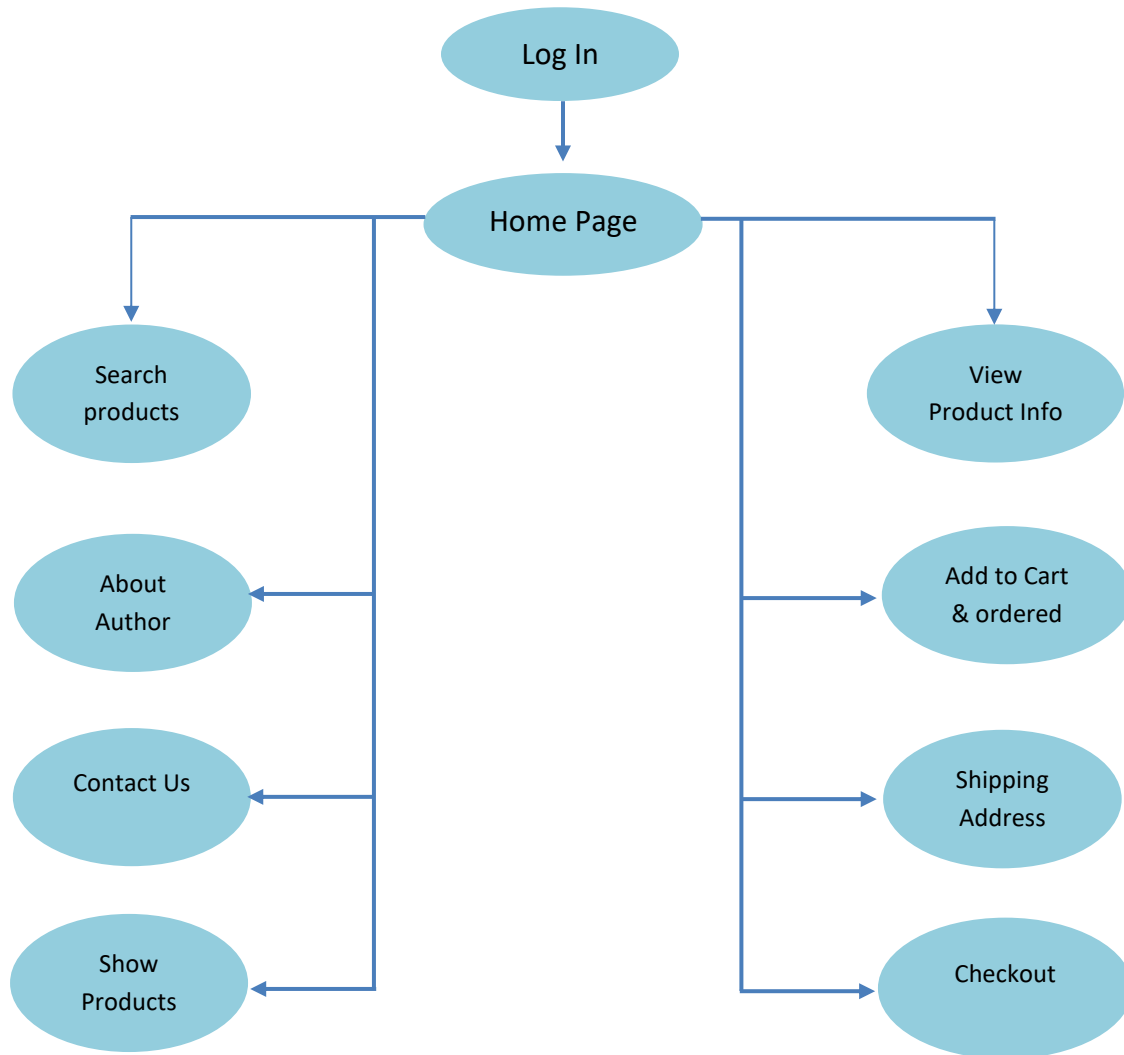 Log In
Home Page
Search
products
View
Product Info
About
Author
Add to Cart
& ordered
Contact Us
Shipping
Address
Show
Products
Checkout